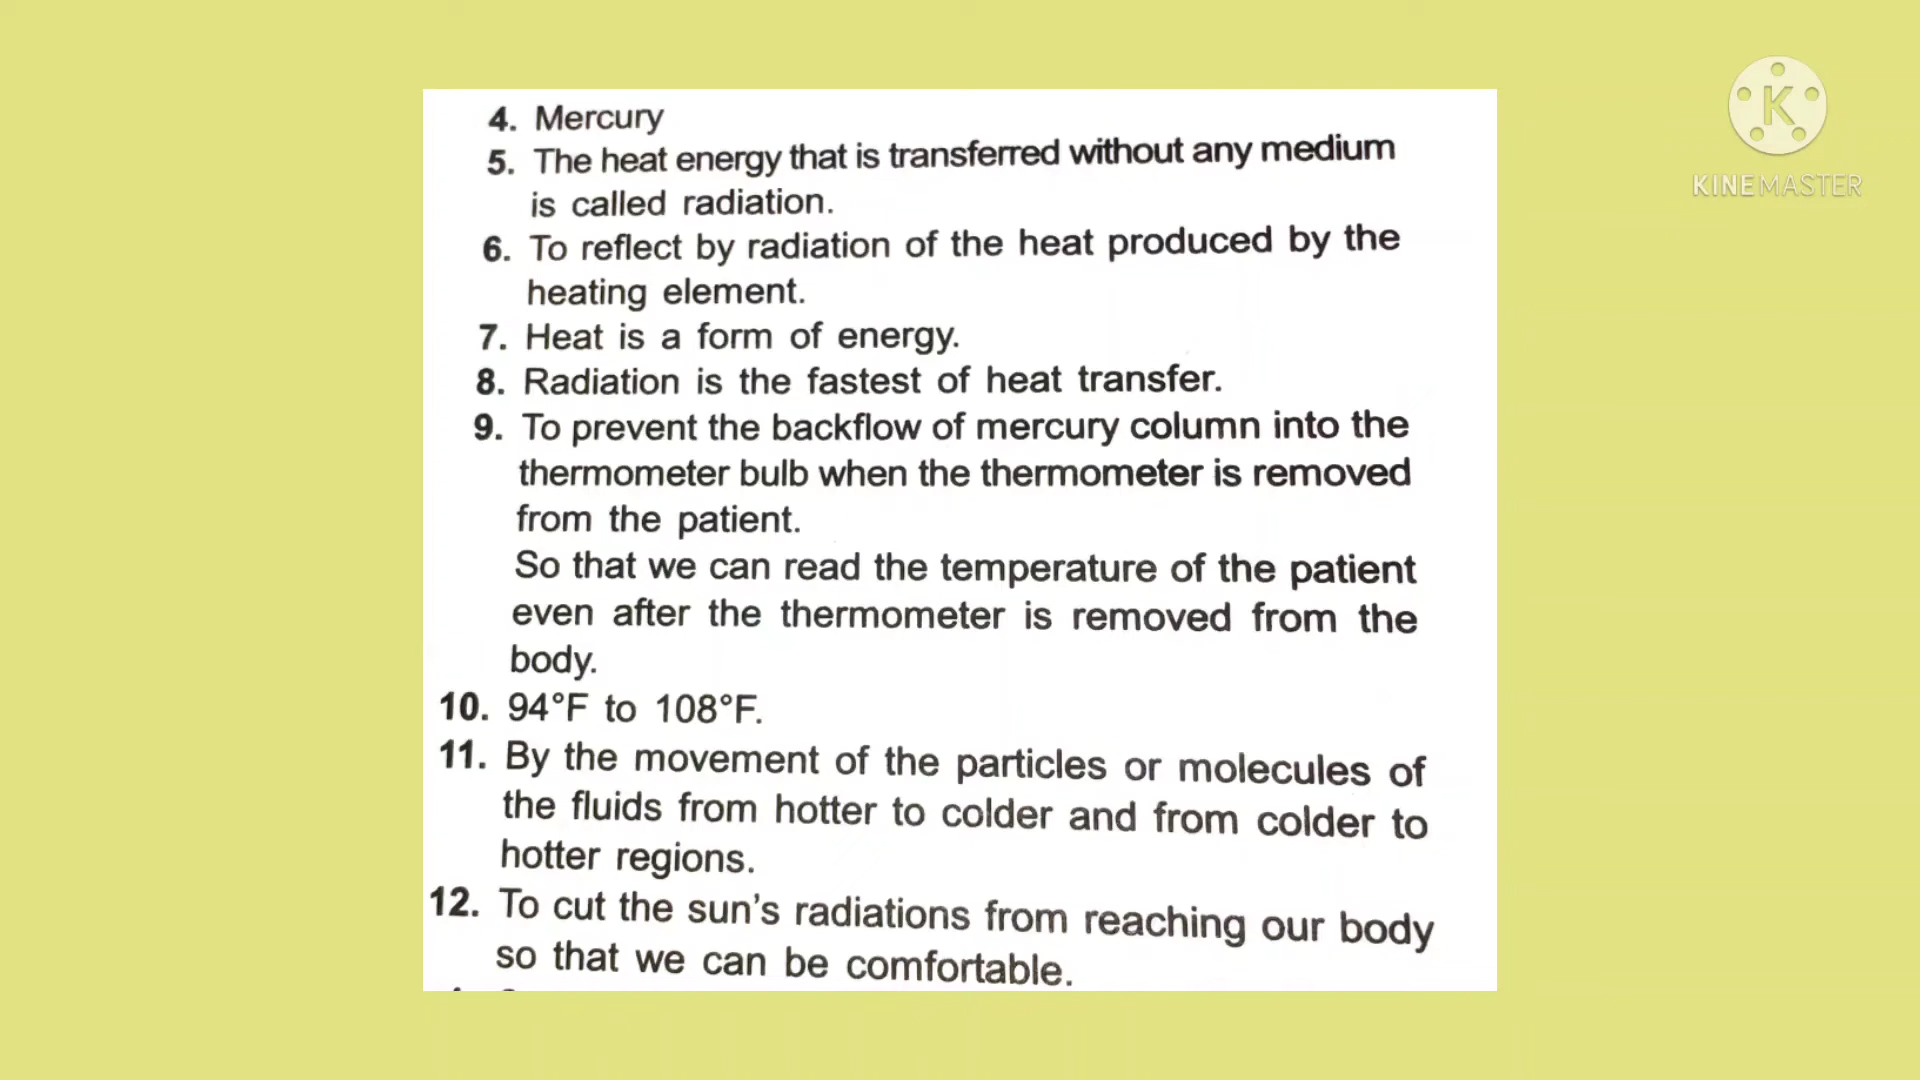 4. Mercury
5. The heat energy that is transferred without any medium
is called radiation.
6. To reflect by radiation of the heat produced by the
heating element.
7. Heat is a form of energy.
8. Radiation is the fastest of heat transfer.
9. To prevent the backflow of mercury column into the
thermometer bulb when the thermometer is removed
from the patient.
So that we can read the temperature of the patient
even after the thermometer is removed from the
body.
10. 94°F to 108°F.
11. By the movement of the particles or molecules of
the fluids from hotter to colder and from colder to
hotter regions.
12. To cut the sun's radiations from reaching our body
so that we can be comfortable.
K
KINEMASTER